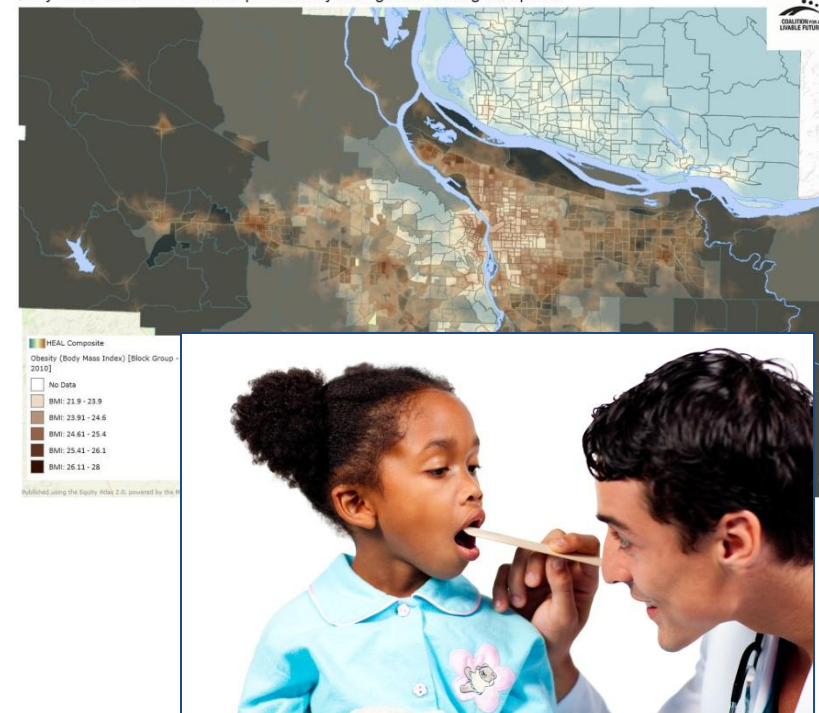 COALITION FOR A
LIVABLE FUTURE
HEAL Composite
Obesity (Body Mass Index) [Block Group -
2010]
No Data
BMI: 21.9 - 23.9
BMI: 23.91 - 24.6
BMI: 24.61 - 25.4
BMI: 25.41 - 26.1
BMI: 26.11 - 28
Published using the Equity Atlas 2.0; powered by the